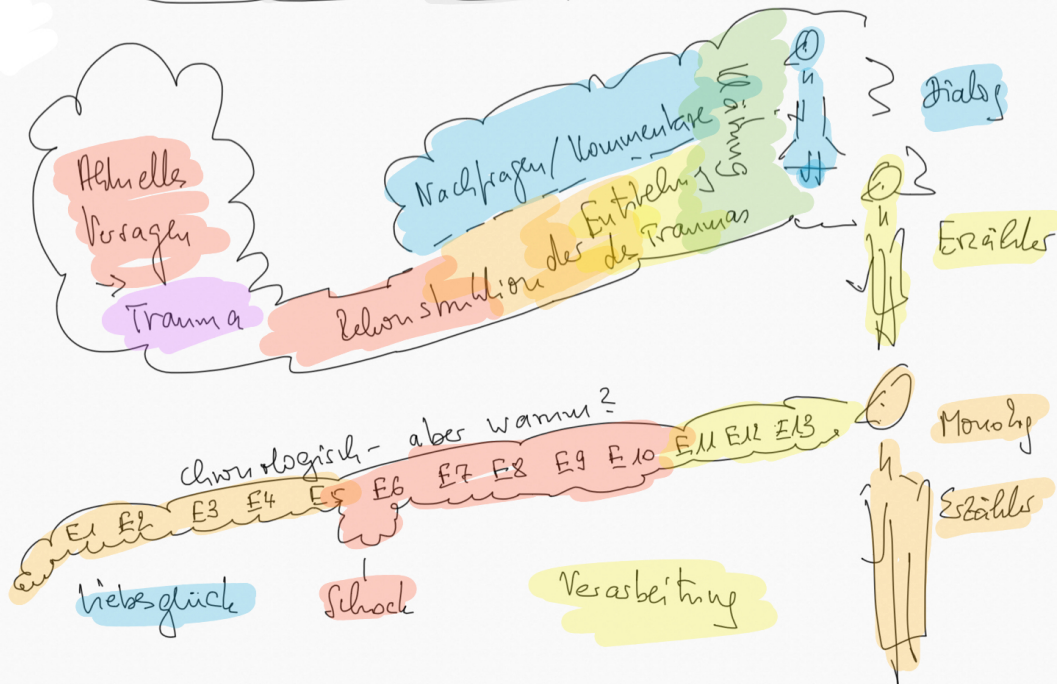 Aktuelles
Versagen
→ Trauma
Rekonstruktion der Entstehung
des Traumas
Nachfragen/Kommentare
Klärung
Dialog
Erzähler
chronologisch - aber warum?
E1 E2 E3 E4 E5 E6 E7 E8 E9 E10 E11 E12 E13
Monolog
Erzähler
Liebesglück
Schock
Verarbeitung